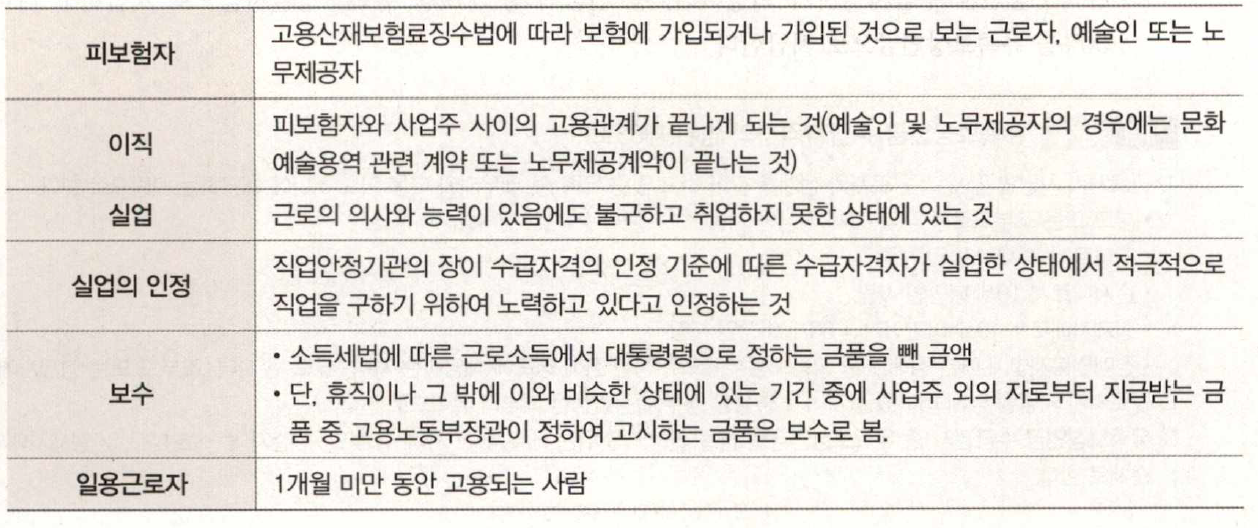 피보험자
고용산재보험료징수법에 따라 보험에 가입되거나 가입된 것으로 보는 근로자, 예술인 또는 노
무제공자
이직
피보험자와 사업주 사이의 고용관계가 끝나게 되는 것(예술인 및 노무제공자의 경우에는 문화
예술용역 관련 계약 또는 노무제공계약이 끝나는 것)
실업
근로의 의사와 능력이 있음에도 불구하고 취업하지 못한 상태에 있는 것
실업의 인정
직업안정기관의 장이 수급자격의 인정 기준에 따른 수급자격자가 실업한 상태에서 적극적으로
직업을 구하기 위하여 노력하고 있다고 인정하는 것
보수
• 소득세법에 따른 근로소득에서 대통령령으로 정하는 금품을 뺀 금액
• 단, 휴직이나 그 밖에 이와 비슷한 상태에 있는 기간 중에 사업주 외의 자로부터 지급받는 금
품 중 고용노동부장관이 정하여 고시하는 금품은 보수로 봄.
일용근로자
1개월 미만 동안 고용되는 사람